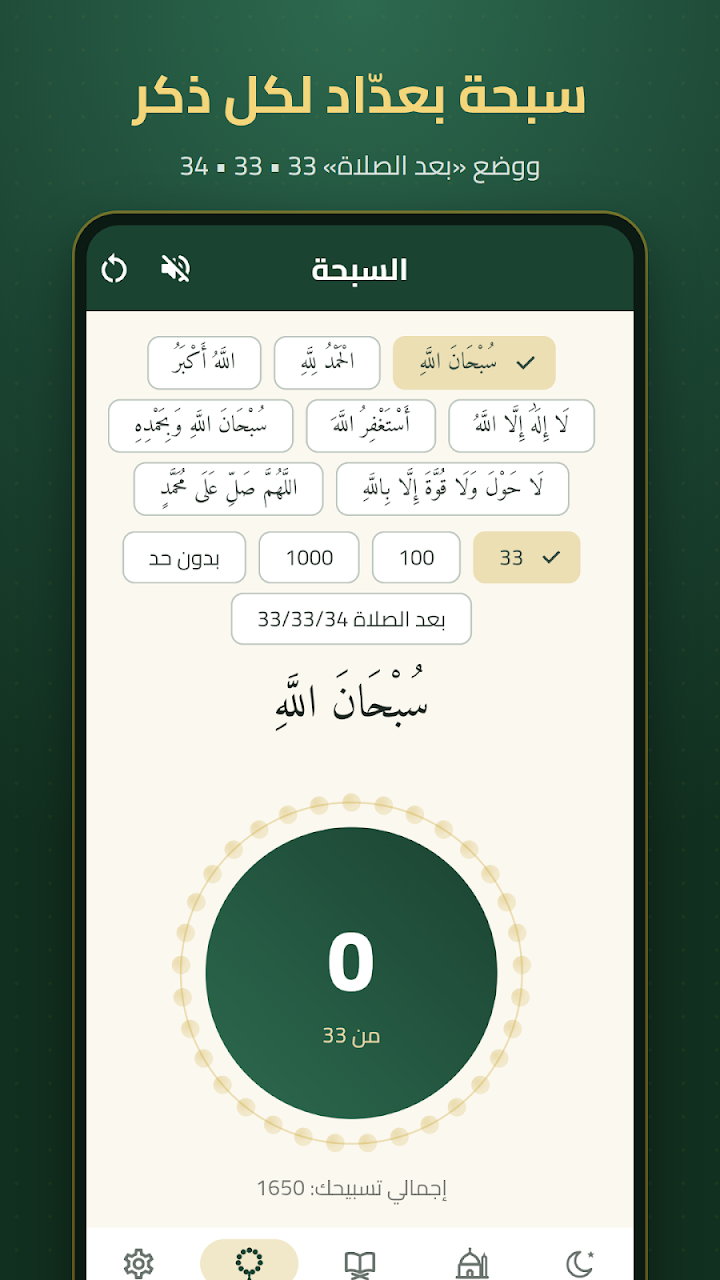 سبحة بعدّاد لكل ذكر
ووضع «بعد الصلاة» 33 ▪ 33 ▪ 34
السبحة
سُبْحَانَ اللَّهِ
الْحَمْدُ لِلَّهِ
اللَّهُ أَكْبَرُ
لَا إِلَٰهَ إِلَّا اللَّهُ
أَسْتَغْفِرُ اللَّهَ
سُبْحَانَ اللَّهِ وَبِحَمْدِهِ
لَا حَوْلَ وَلَا قُوَّةَ إِلَّا بِاللَّهِ
اللَّهُمَّ صَلِّ عَلَى مُحَمَّدٍ
33
100
1000
بدون حد
بعد الصلاة 33/33/34
سُبْحَانَ اللَّهِ
0
من 33
إجمالي تسبيحك: 1650